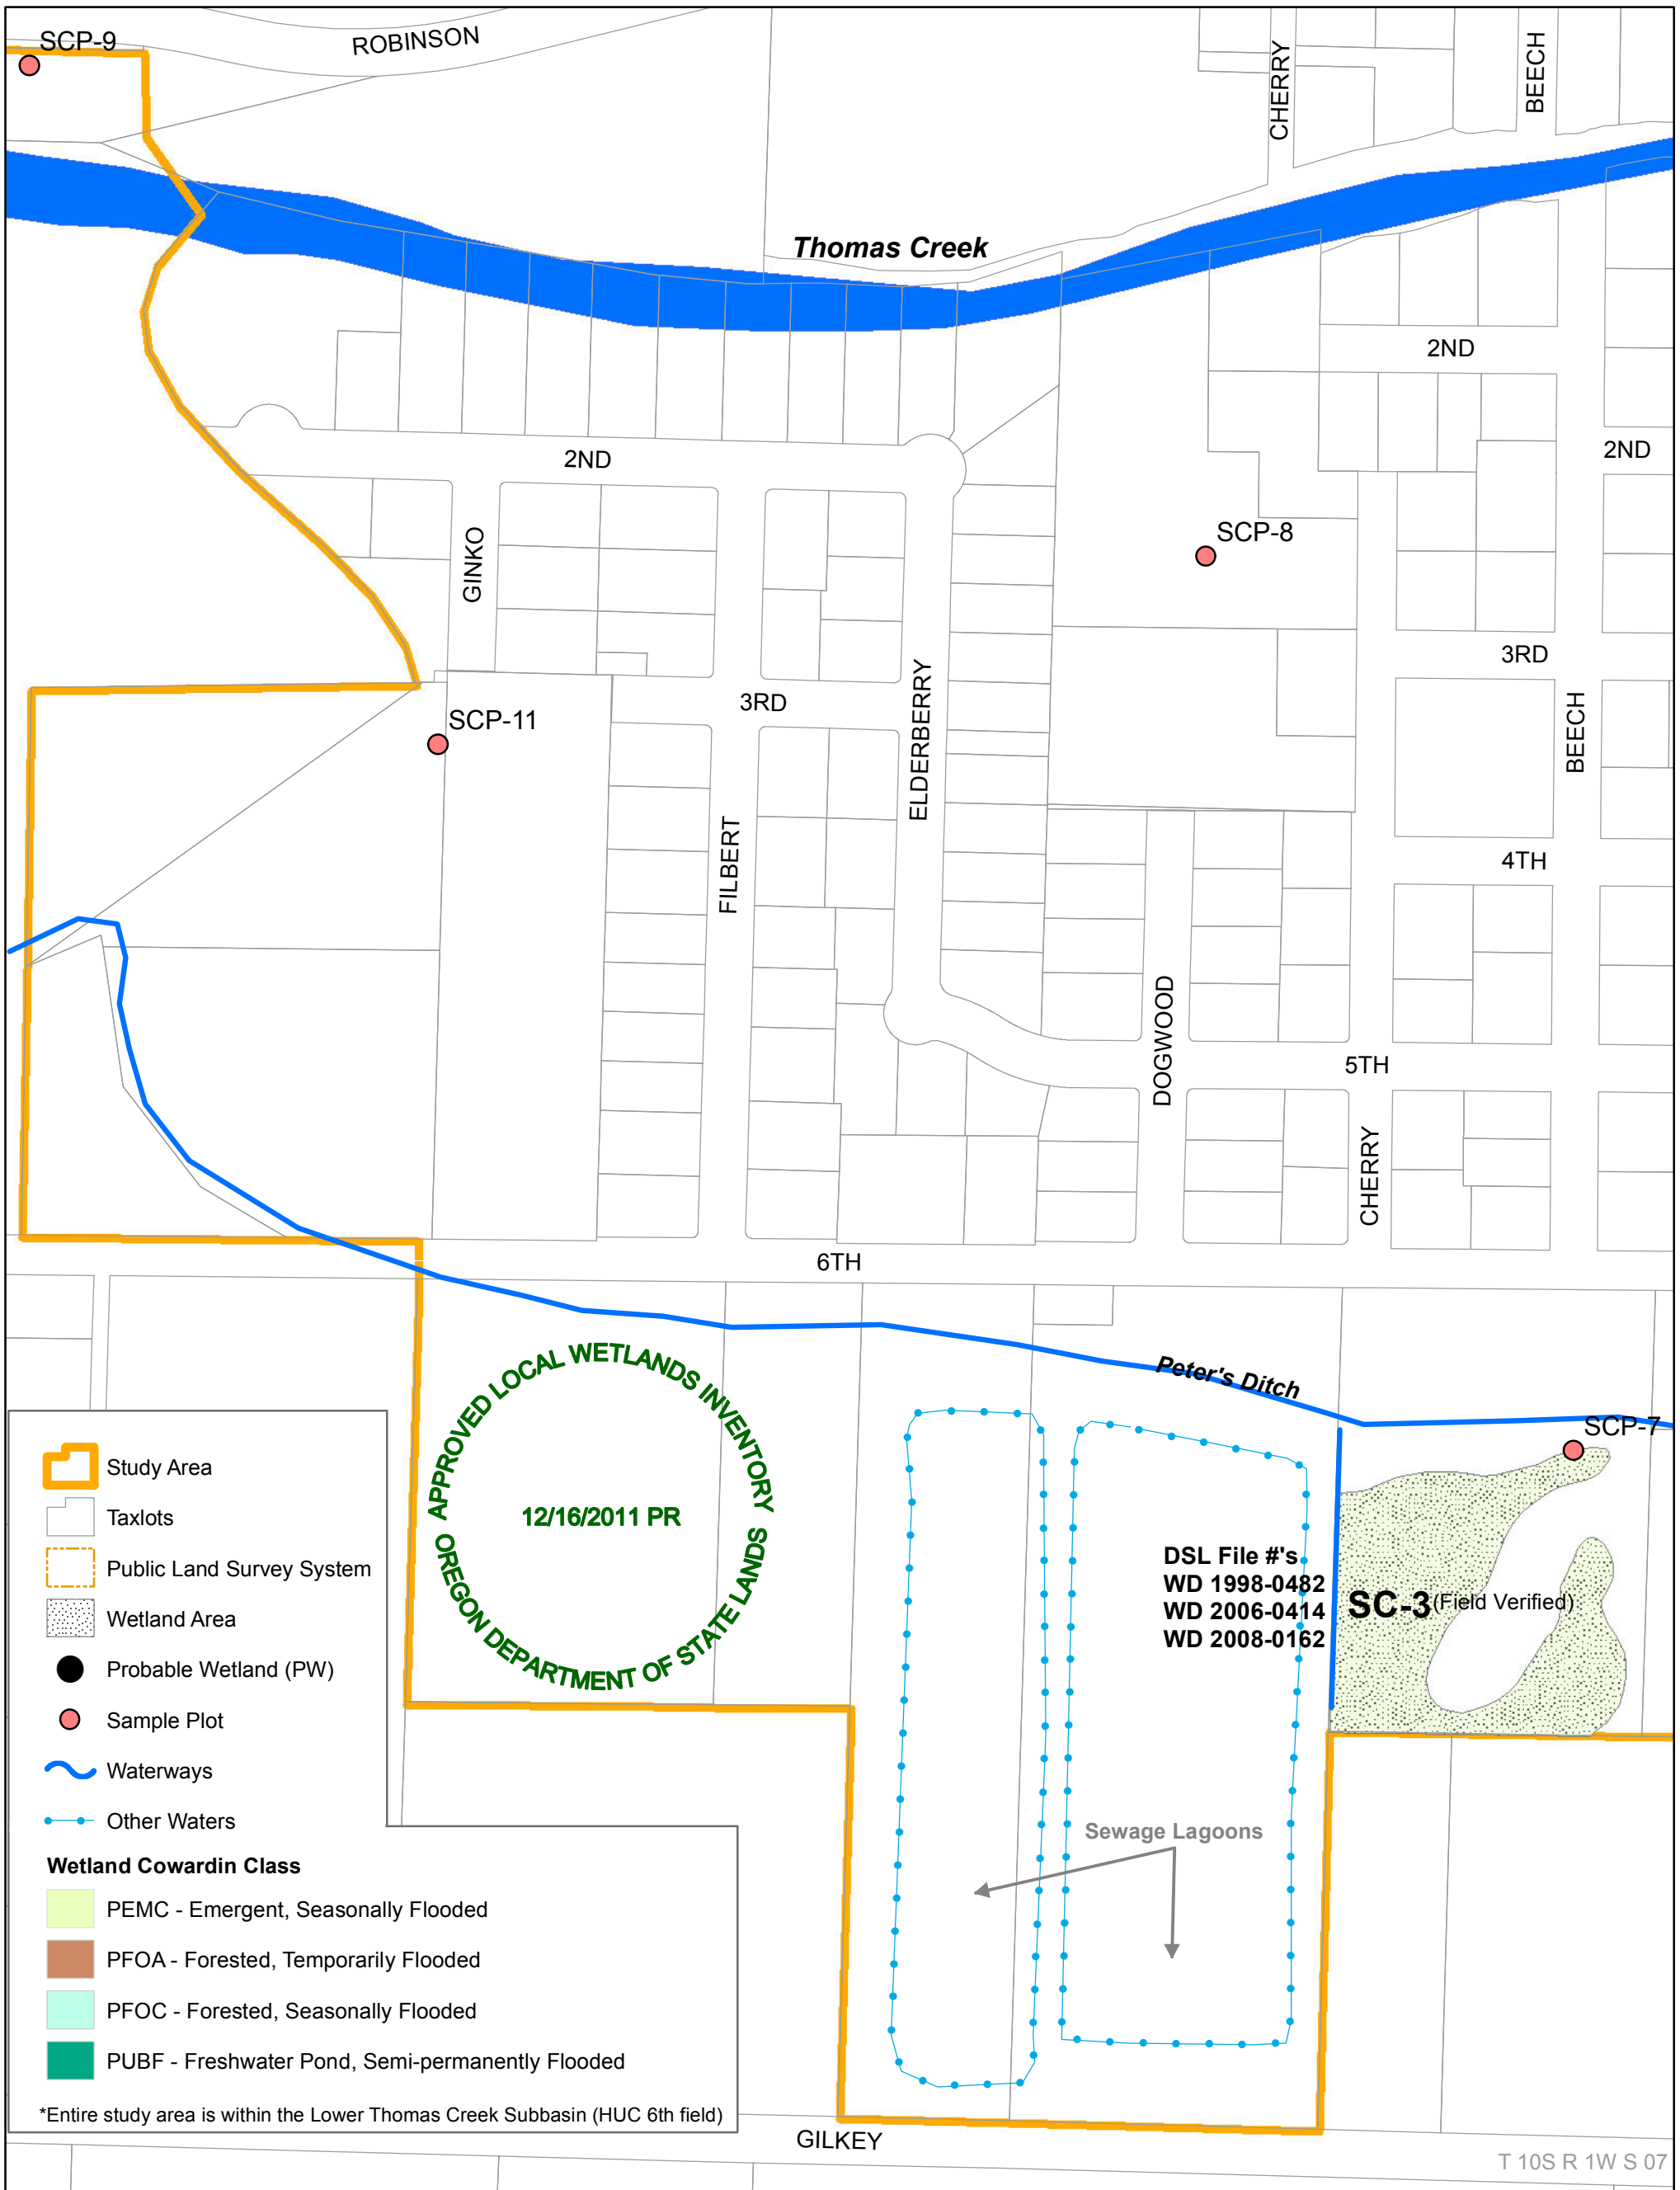 SCP-9
ROBINSON
CHERRY
BEECH
Thomas Creek
2ND
2ND
2ND
SCP-8
GINKO
3RD
SCP-11
3RD
ELDERBERRY
BEECH
FILBERT
4TH
DOGWOOD
5TH
CHERRY
6TH
Peter's Ditch
SCP-7
APPROVED LOCAL WETLANDS INVENTORY
12/16/2011 PR
OREGON DEPARTMENT OF STATE LANDS
DSL File #'s
WD 1998-0482
WD 2006-0414
WD 2008-0162
SC-3 (Field Verified)
Sewage Lagoons
Study Area
Taxlots
Public Land Survey System
Wetland Area
Probable Wetland (PW)
Sample Plot
Waterways
Other Waters
Wetland Cowardin Class
PEMC - Emergent, Seasonally Flooded
PFOA - Forested, Temporarily Flooded
PFOC - Forested, Seasonally Flooded
PUBF - Freshwater Pond, Semi-permanently Flooded
*Entire study area is within the Lower Thomas Creek Subbasin (HUC 6th field)
GILKEY
T 10S R 1W S 07